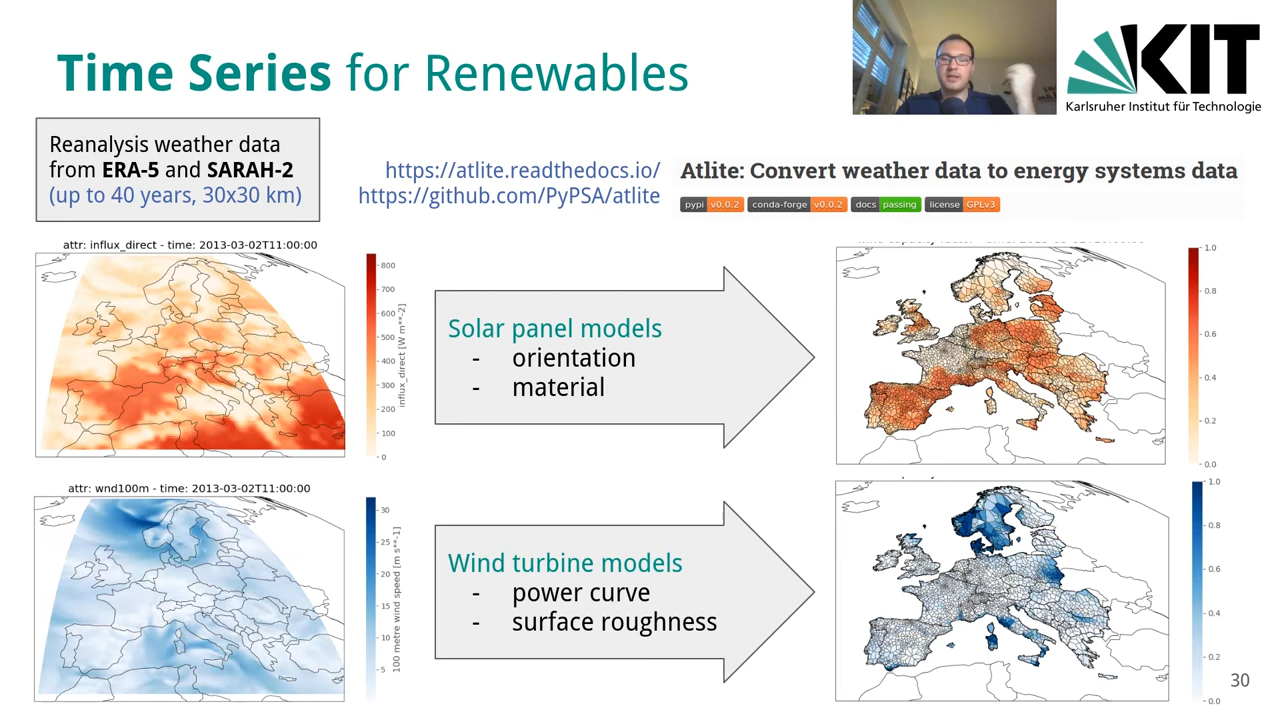 Time Series for Renewables
KIT
Karlsruher Institut für Technologie
Reanalysis weather data
from ERA-5 and SARAH-2
(up to 40 years, 30x30 km)
https://atlite.readthedocs.io/
https://github.com/PyPSA/atlite
Atlite: Convert weather data to energy systems data
pypi v0.0.2 conda-forge v0.0.2 docs passing license GPLv3
attr: influx_direct - time: 2013-03-02T11:00:00
800
700
600
500
400
300
200
100
0
influx_direct [W m**-2]
Solar panel models
- orientation
- material
1.0
0.8
0.6
0.4
0.2
0.0
attr: wnd100m - time: 2013-03-02T11:00:00
30
25
20
15
10
5
100 metre wind speed [m s**-1]
Wind turbine models
- power curve
- surface roughness
1.0
0.8
0.6
0.4
0.2
0.0
30